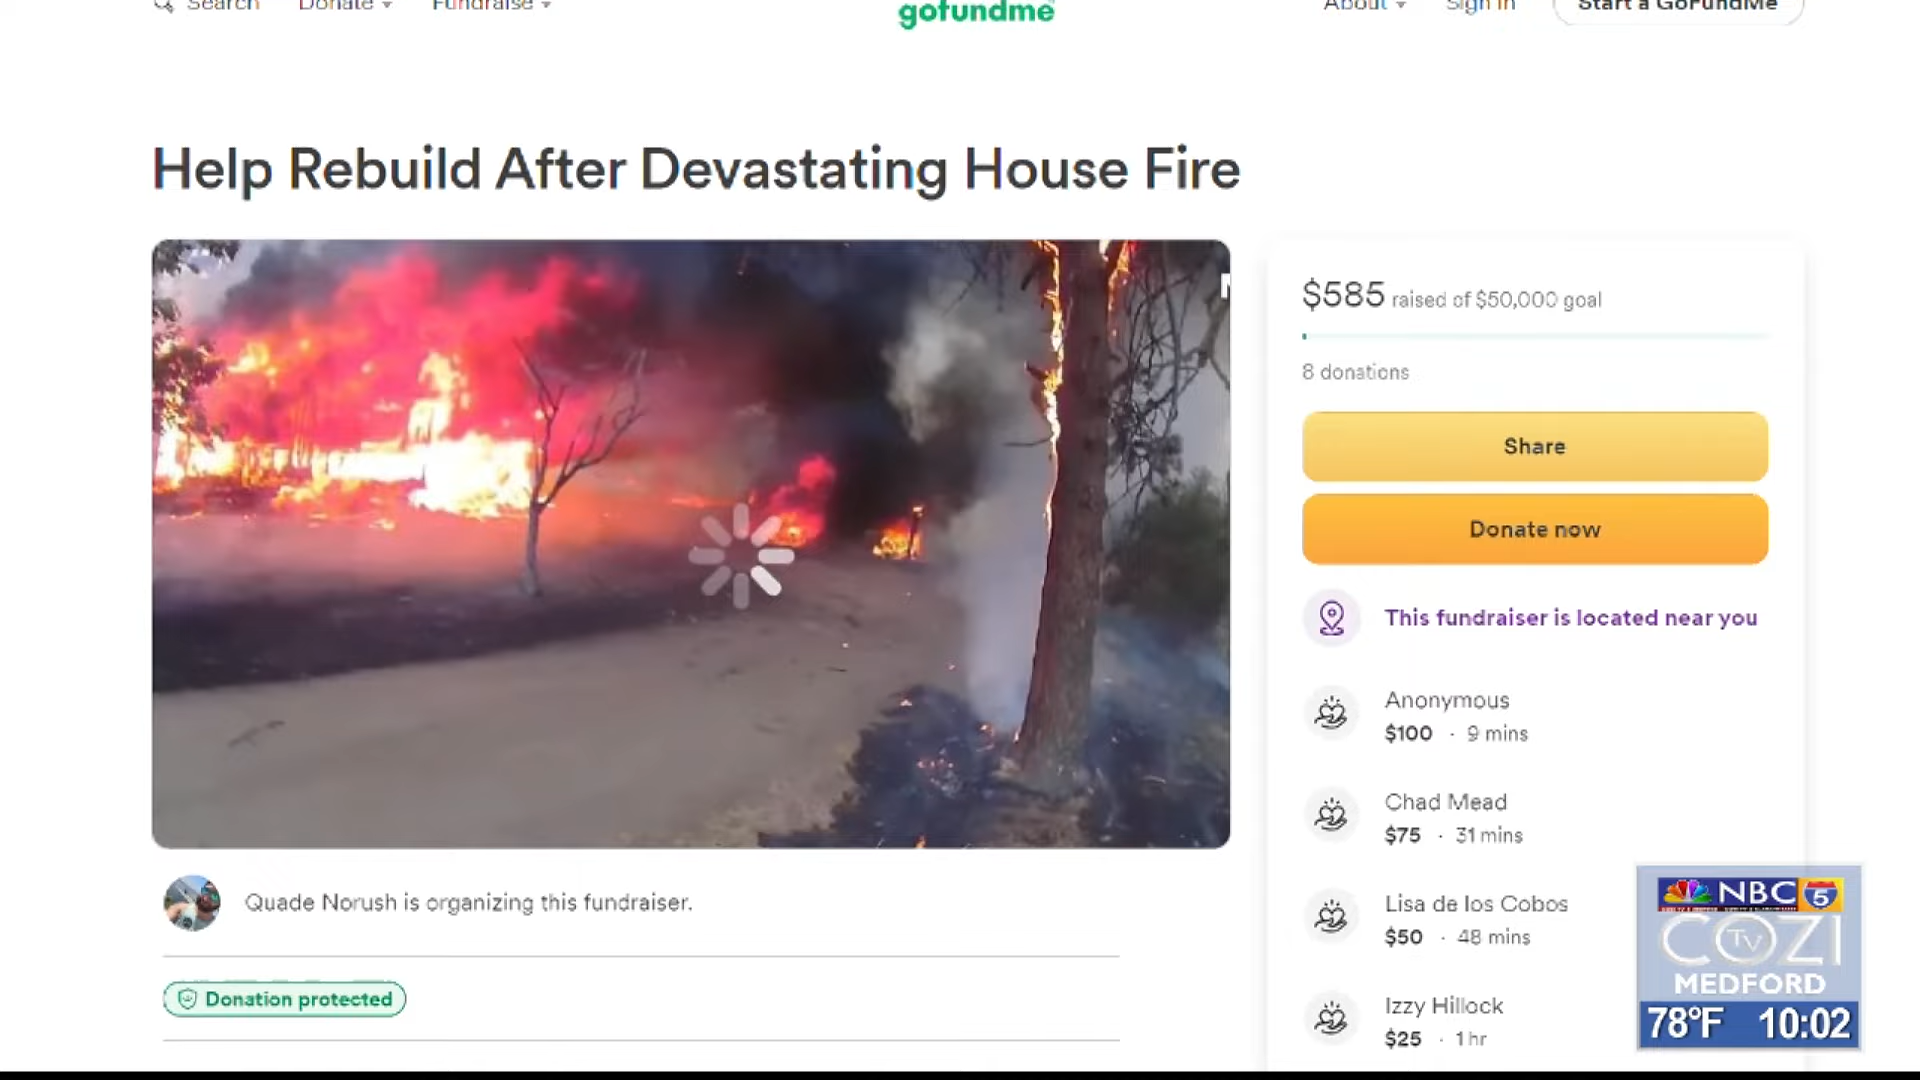 Search Donate Fundraise gofundme About Sign in Start a GoFundMe
Help Rebuild After Devastating House Fire
$585 raised of $50,000 goal
8 donations
Share
Donate now
This fundraiser is located near you
Anonymous
$100 · 9 mins
Chad Mead
$75 · 31 mins
Lisa de los Cobos
$50 · 48 mins
Izzy Hillock
$25 · 1 hr
Quade Norush is organizing this fundraiser.
Donation protected
NBC 5
COZI TV
MEDFORD
78°F 10:02